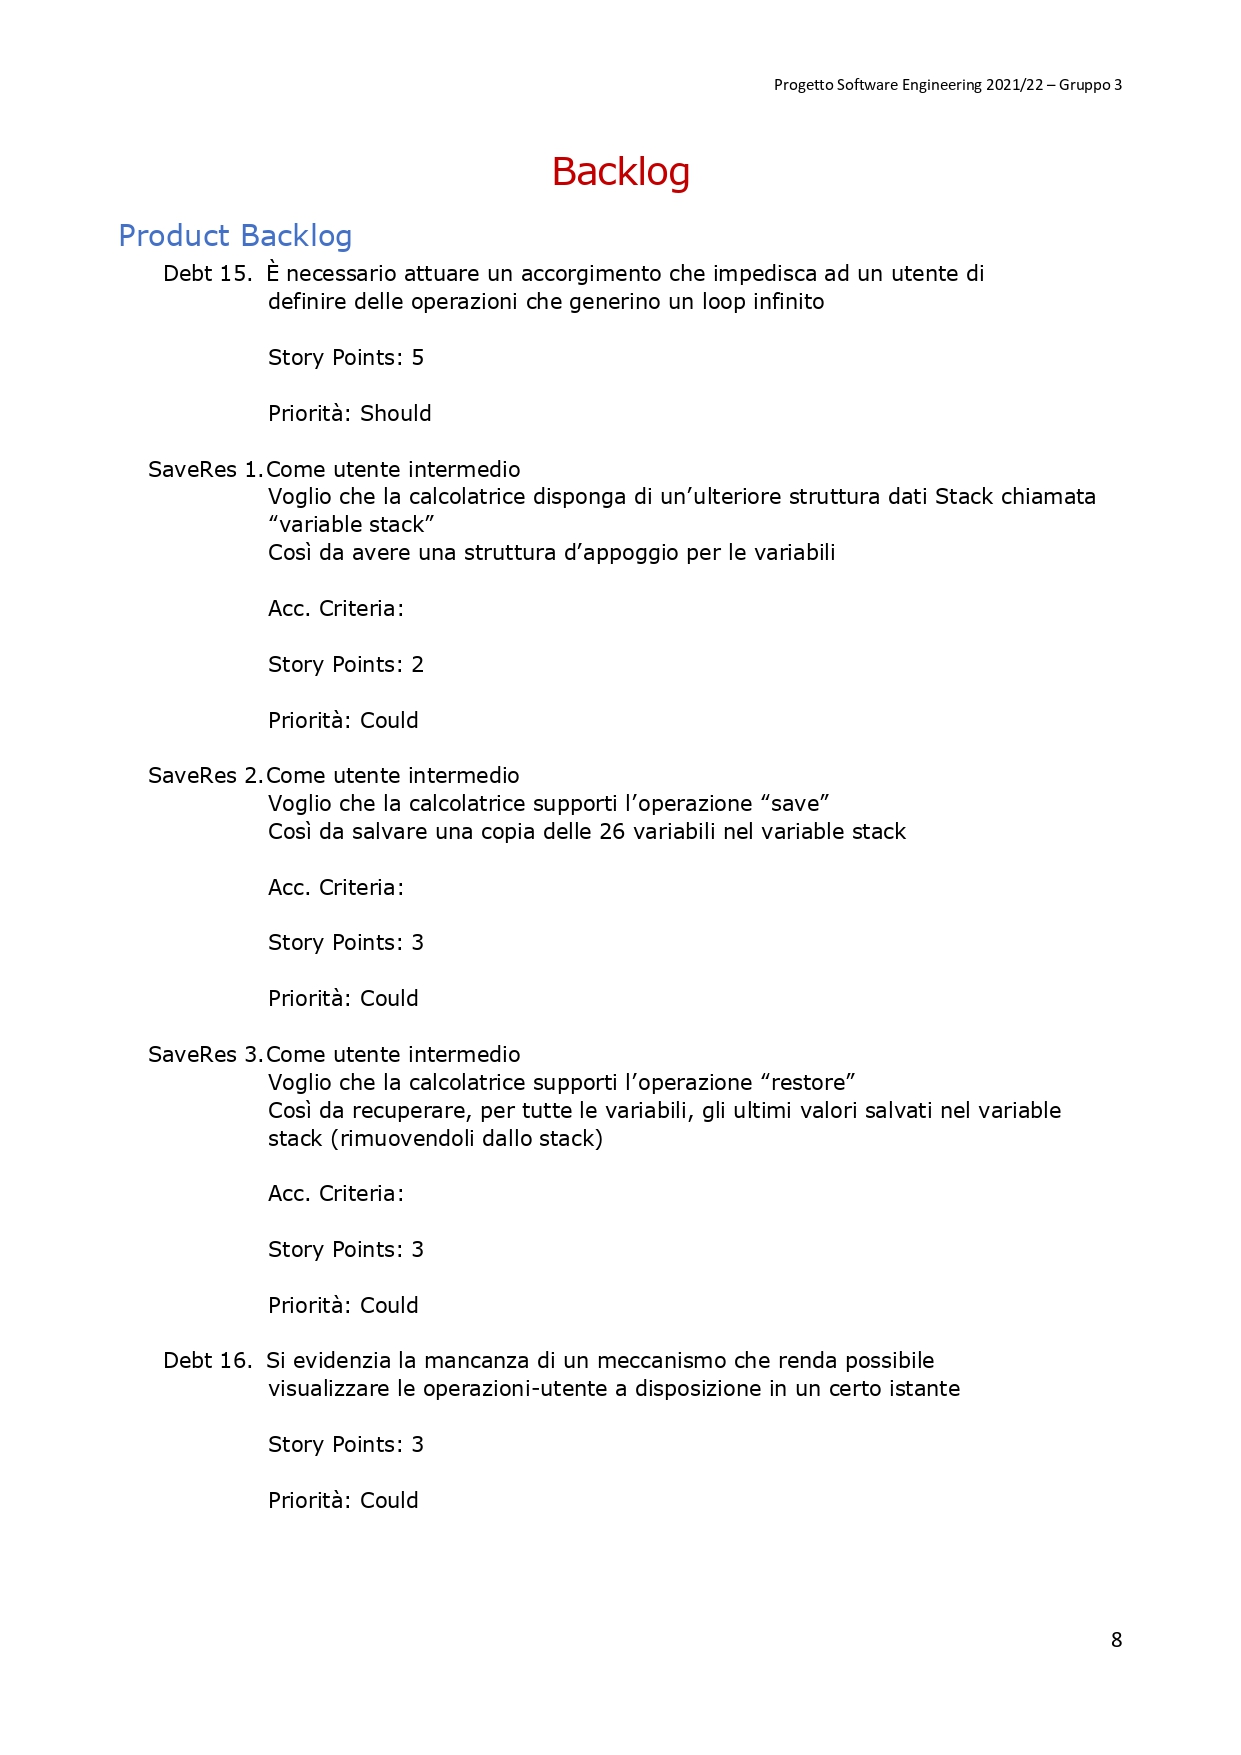 Progetto Software Engineering 2021/22 – Gruppo 3
Backlog
Product Backlog
Debt 15. È necessario attuare un accorgimento che impedisca ad un utente di
definire delle operazioni che generino un loop infinito
Story Points: 5
Priorità: Should
SaveRes 1. Come utente intermedio
Voglio che la calcolatrice disponga di un’ulteriore struttura dati Stack chiamata
“variable stack”
Così da avere una struttura d’appoggio per le variabili
Acc. Criteria:
Story Points: 2
Priorità: Could
SaveRes 2. Come utente intermedio
Voglio che la calcolatrice supporti l’operazione “save”
Così da salvare una copia delle 26 variabili nel variable stack
Acc. Criteria:
Story Points: 3
Priorità: Could
SaveRes 3. Come utente intermedio
Voglio che la calcolatrice supporti l’operazione “restore”
Così da recuperare, per tutte le variabili, gli ultimi valori salvati nel variable
stack (rimuovendoli dallo stack)
Acc. Criteria:
Story Points: 3
Priorità: Could
Debt 16. Si evidenzia la mancanza di un meccanismo che renda possibile
visualizzare le operazioni-utente a disposizione in un certo istante
Story Points: 3
Priorità: Could
8